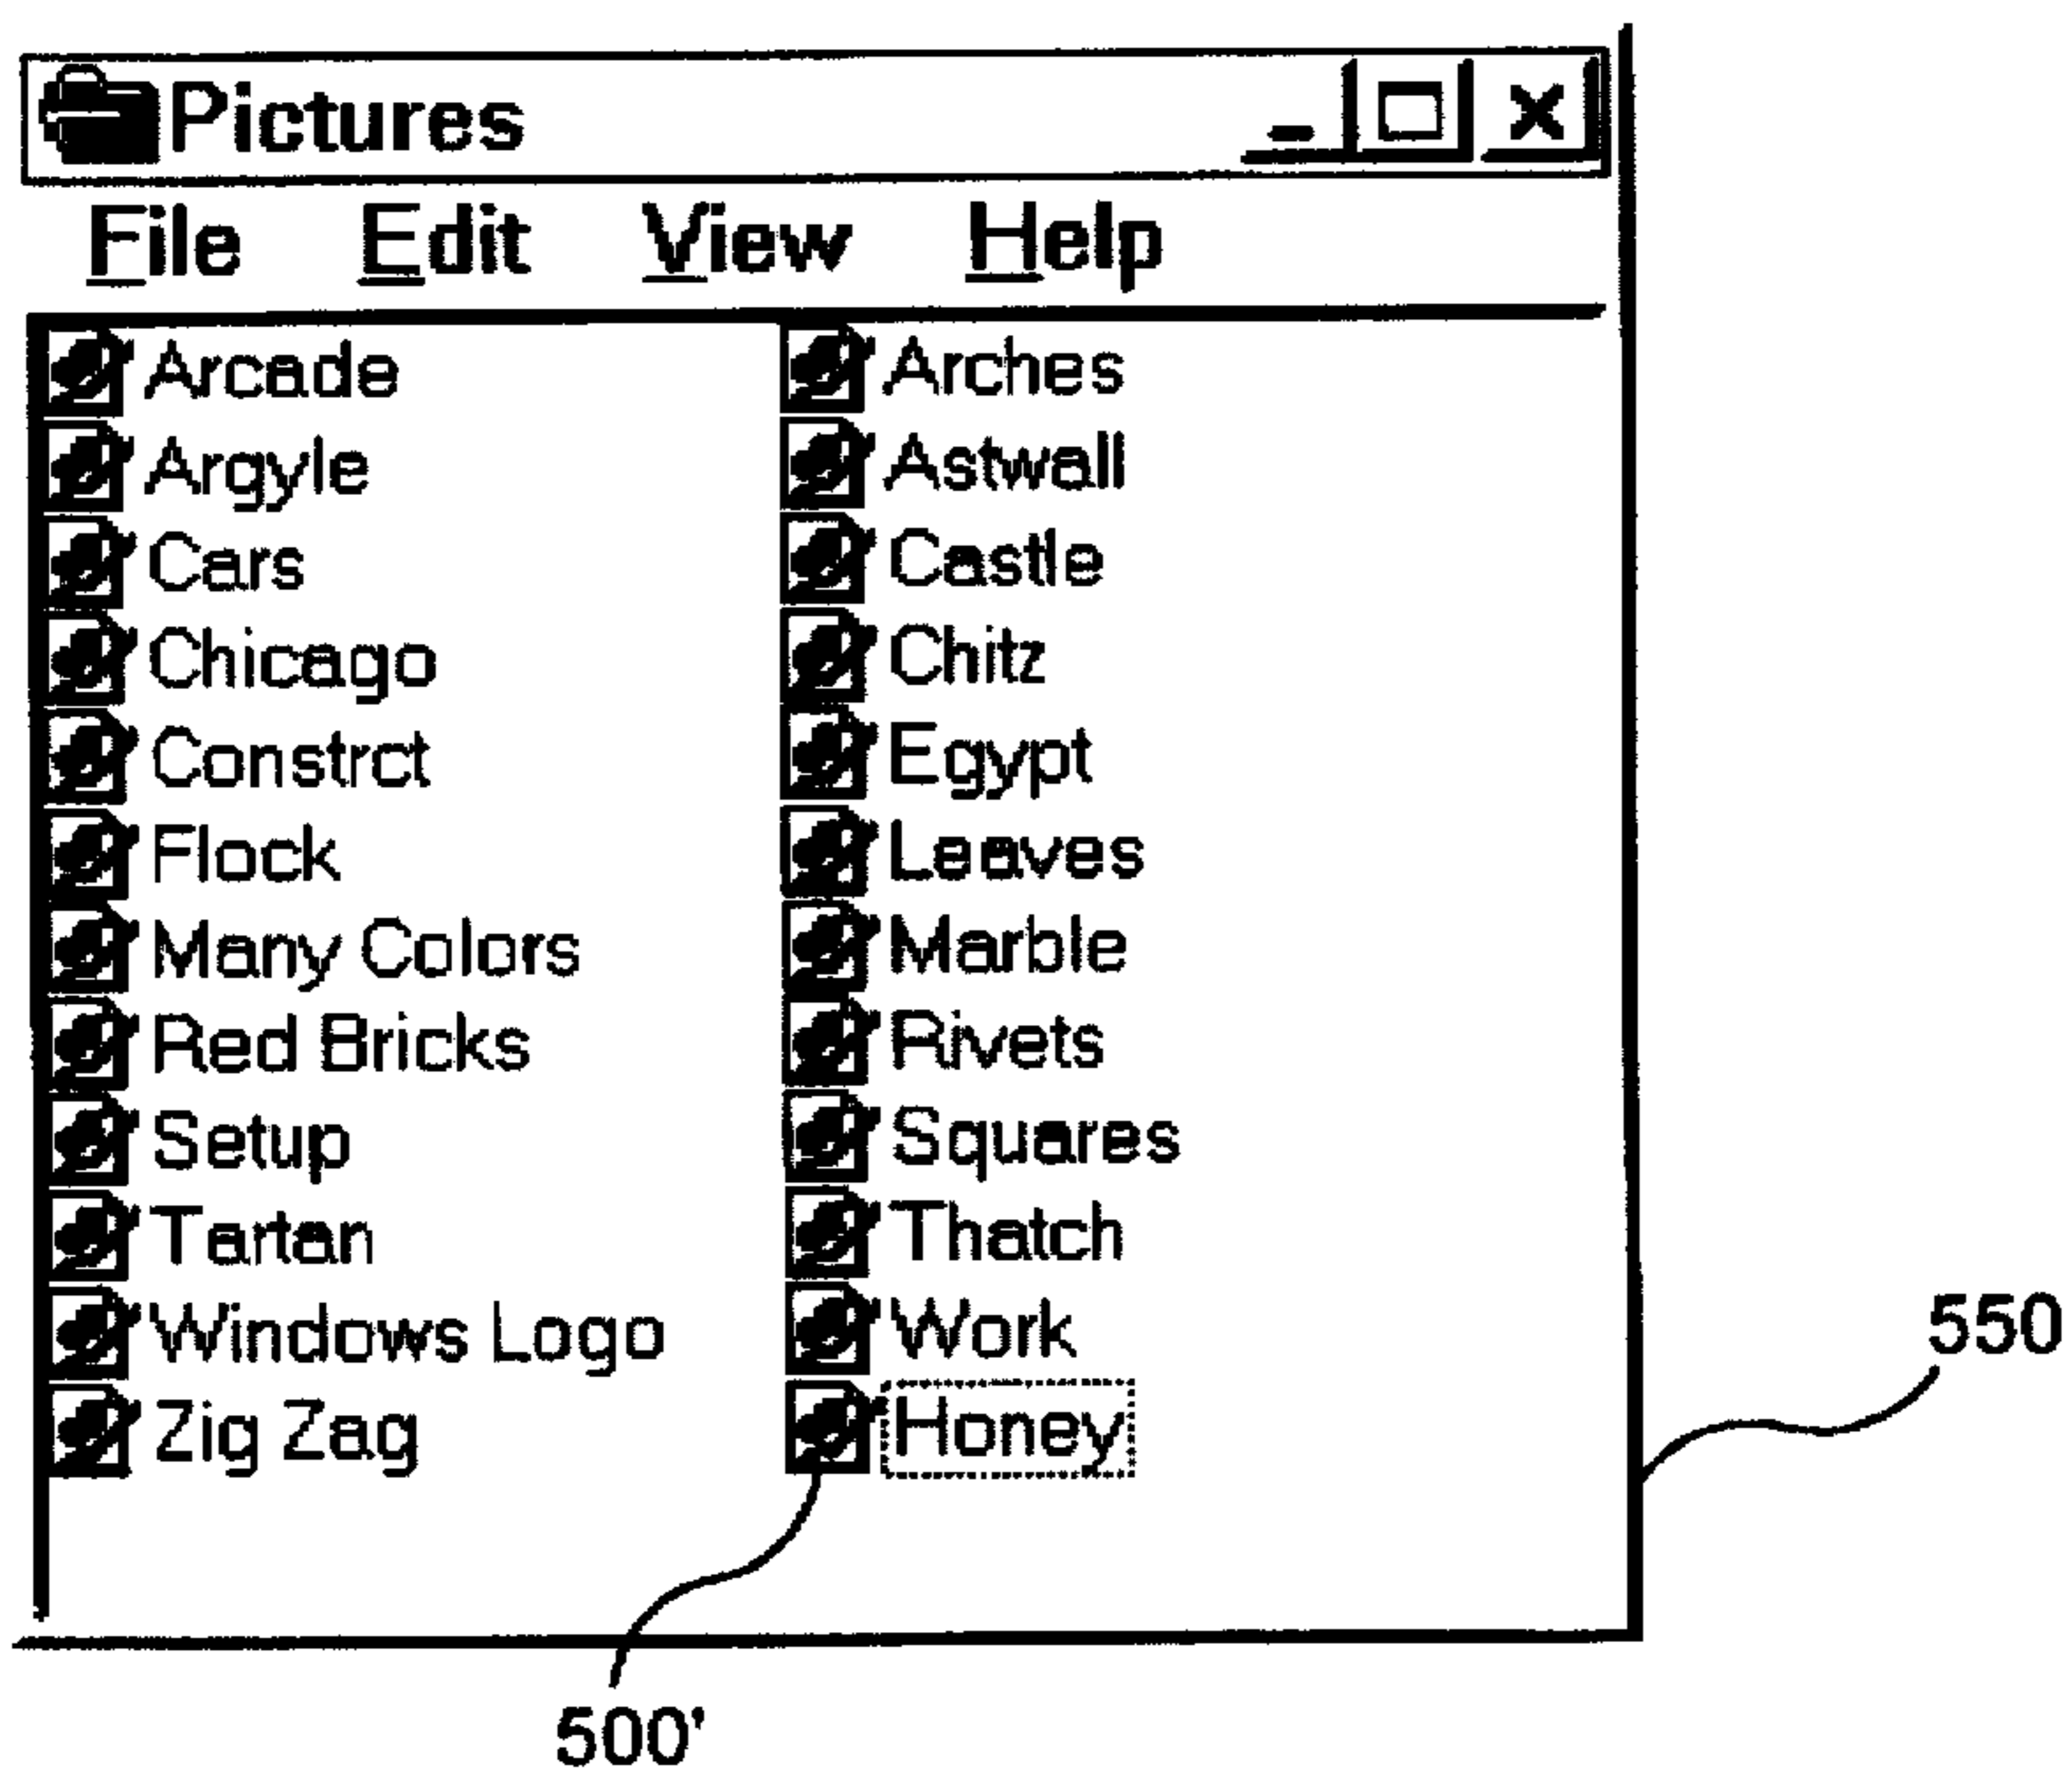 Pictures
File Edit View Help
Arcade Arches
Argyle Astwall
Cars Castle
Chicago Chitz
Constrct Egypt
Flock Leaves
Many Colors Marble
Red Bricks Rivets
Setup Squares
Tartan Thatch
Windows Logo Work
Zig Zag Honey
550
500'